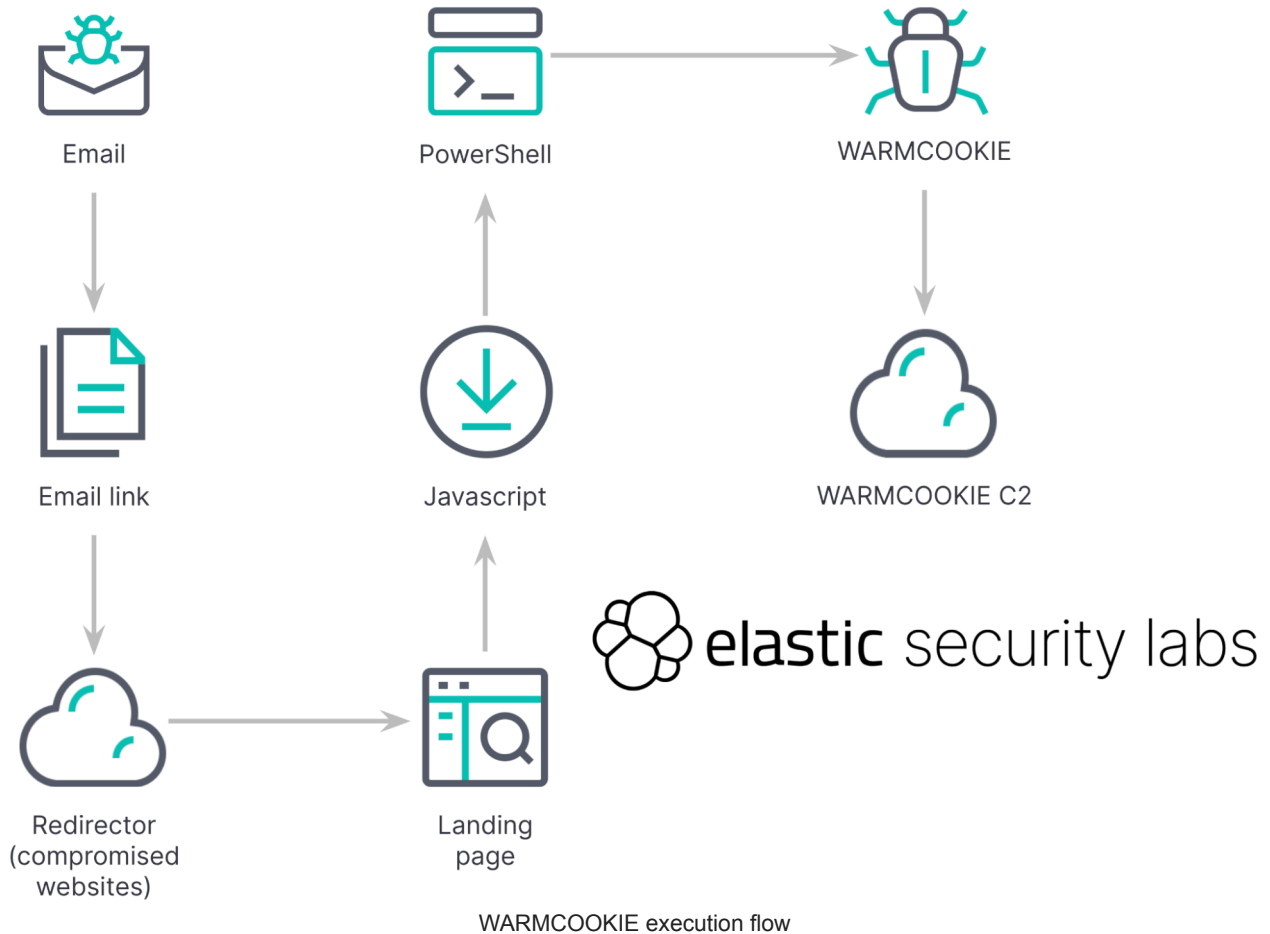 Email
PowerShell
WARMCOOKIE
Email link
Javascript
WARMCOOKIE C2
elastic security labs
Redirector
(compromised
websites)
Landing
page
WARMCOOKIE execution flow